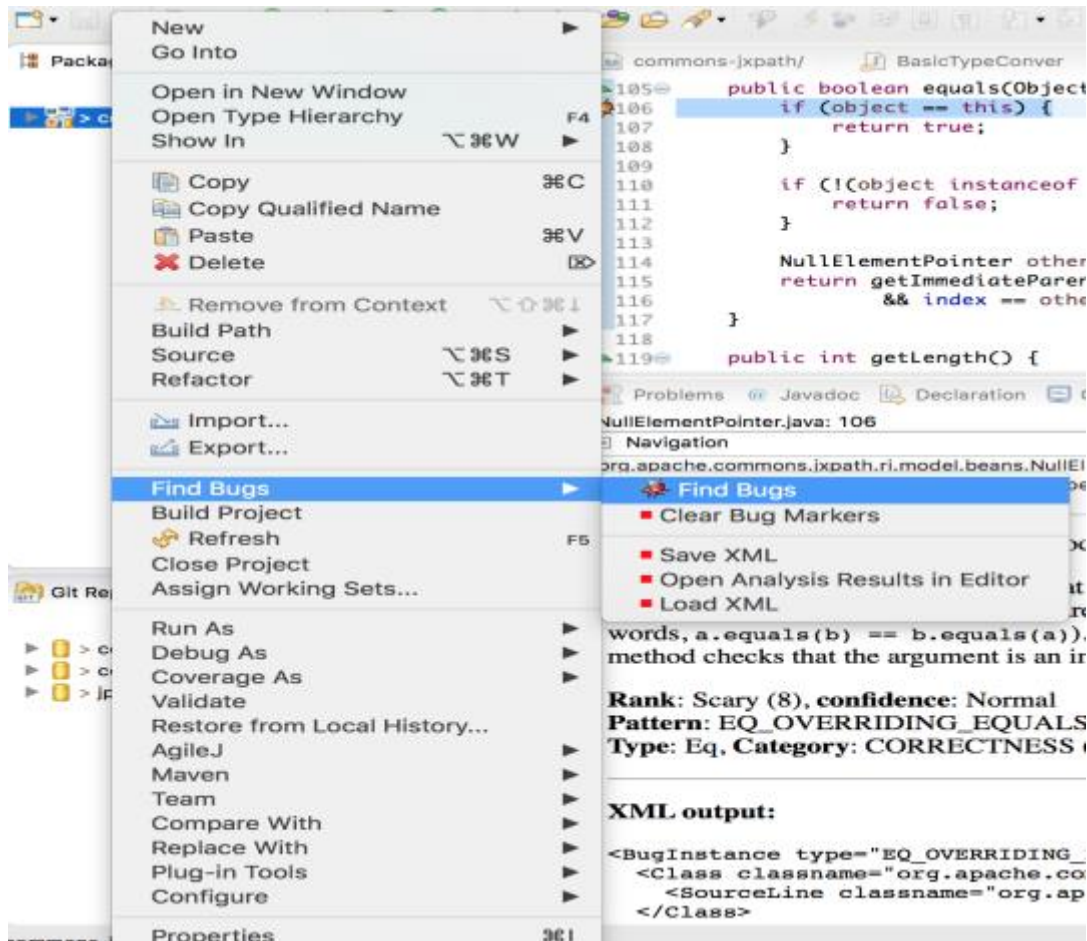 New
Go Into
Open in New Window
Open Type Hierarchy F4
Show In ⌥⌘W
Copy ⌘C
Copy Qualified Name
Paste ⌘V
Delete ⌦
Remove from Context ⌥⇧⌘↓
Build Path
Source ⌥⌘S
Refactor ⌥⌘T
Import...
Export...
Find Bugs
Build Project
Refresh F5
Close Project
Assign Working Sets...
Run As
Debug As
Coverage As
Validate
Restore from Local History...
AgileJ
Maven
Team
Compare With
Replace With
Plug-in Tools
Configure
Properties ⌘I
Find Bugs
Clear Bug Markers
Save XML
Open Analysis Results in Editor
Load XML
Packa
> c
Git Re
> c
> c
> jp
commons-jxpath/ BasicTypeConver
105 public boolean equals(Object
106 if (object == this) {
107 return true;
108 }
109
110 if (!(object instanceof
111 return false;
112 }
113
114 NullElementPointer other
115 return getImmediateParer
116 && index == othe
117 }
118
119 public int getLength() {
Problems @ Javadoc Declaration
NullElementPointer.java: 106
Navigation
org.apache.commons.jxpath.ri.model.beans.NullEl
words, a.equals(b) == b.equals(a)).
method checks that the argument is an in
Rank: Scary (8), confidence: Normal
Pattern: EQ_OVERRIDING_EQUALS
Type: Eq, Category: CORRECTNESS (
XML output:
<BugInstance type="EQ_OVERRIDING_
<Class classname="org.apache.co
<SourceLine classname="org.ap
</Class>